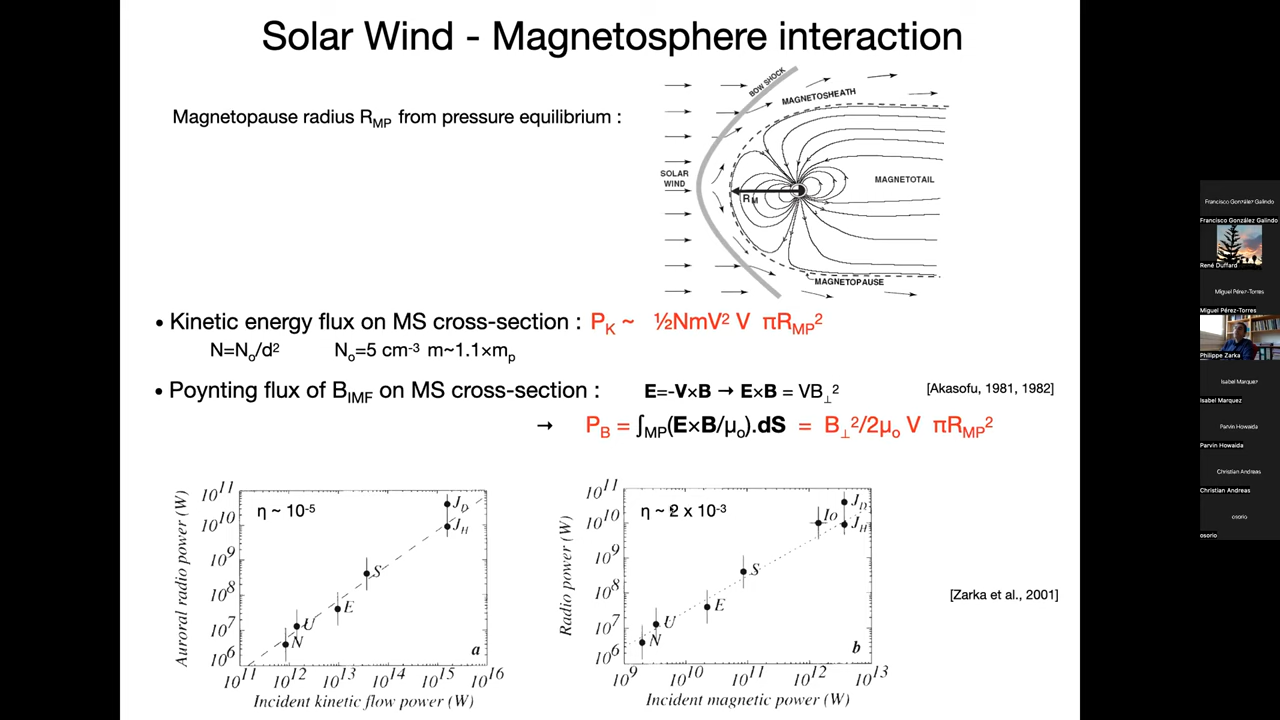 Solar Wind - Magnetosphere interaction
Magnetopause radius R_MP from pressure equilibrium :
BOW SHOCK
MAGNETOSHEATH
SOLAR
WIND
R_M
MAGNETOTAIL
MAGNETOPAUSE
• Kinetic energy flux on MS cross-section : P_K ~ ½NmV² V πR_MP²
N=N_o/d² N_o=5 cm⁻³ m~1.1×m_p
• Poynting flux of B_IMF on MS cross-section : E=-V×B → E×B = VB_⊥² [Akasofu, 1981, 1982]
→ P_B = ∫_MP(E×B/μ_o).dS = B_⊥²/2μ_o V πR_MP²
Auroral radio power (W)
10¹¹
10¹⁰
10⁹
10⁸
10⁷
10⁶
η ~ 10⁻⁵
J_D
J_H
S
E
U
N
a
10¹¹ 10¹² 10¹³ 10¹⁴ 10¹⁵ 10¹⁶
Incident kinetic flow power (W)
Radio power (W)
10¹¹
10¹⁰
10⁹
10⁸
10⁷
10⁶
η ~ 2 x 10⁻³
J_D
Io
J_H
S
E
U
N
b
10⁹ 10¹⁰ 10¹¹ 10¹² 10¹³
Incident magnetic power (W)
[Zarka et al., 2001]
Francisco González Galindo
Francisco González Galindo
René Duffard
Miguel Pérez-Torres
Miguel Pérez-Torres
Philippe Zarka
Isabel Marquez
Isabel Marquez
Parvin Howaida
Parvin Howaida
Christian Andreas
Christian Andreas
osorio
osorio